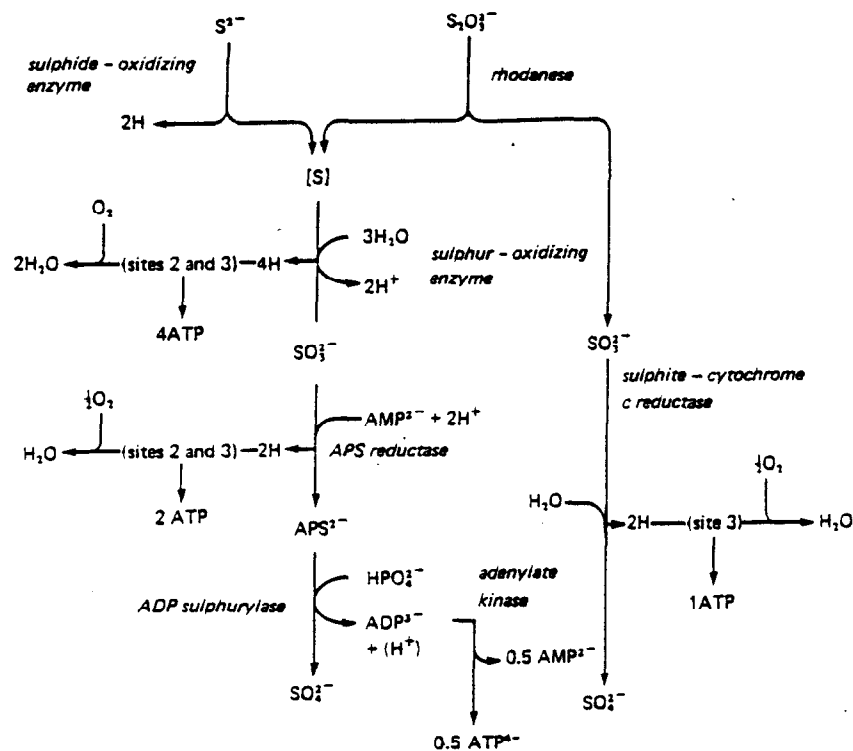 S²⁻
S₂O₃²⁻
sulphide – oxidizing
enzyme
rhodanese
2H
[S]
O₂
3H₂O
sulphur – oxidizing
enzyme
2H₂O
(sites 2 and 3)
4H
2H⁺
4ATP
SO₃²⁻
SO₃²⁻
sulphite – cytochrome
c reductase
½O₂
AMP²⁻ + 2H⁺
H₂O
(sites 2 and 3)
2H
APS reductase
½O₂
H₂O
2 ATP
APS²⁻
2H
(site 3)
H₂O
HPO₄²⁻
adenylate
kinase
ADP sulphurylase
1ATP
ADP³⁻
+ (H⁺)
0.5 AMP²⁻
SO₄²⁻
SO₄²⁻
0.5 ATP⁴⁻